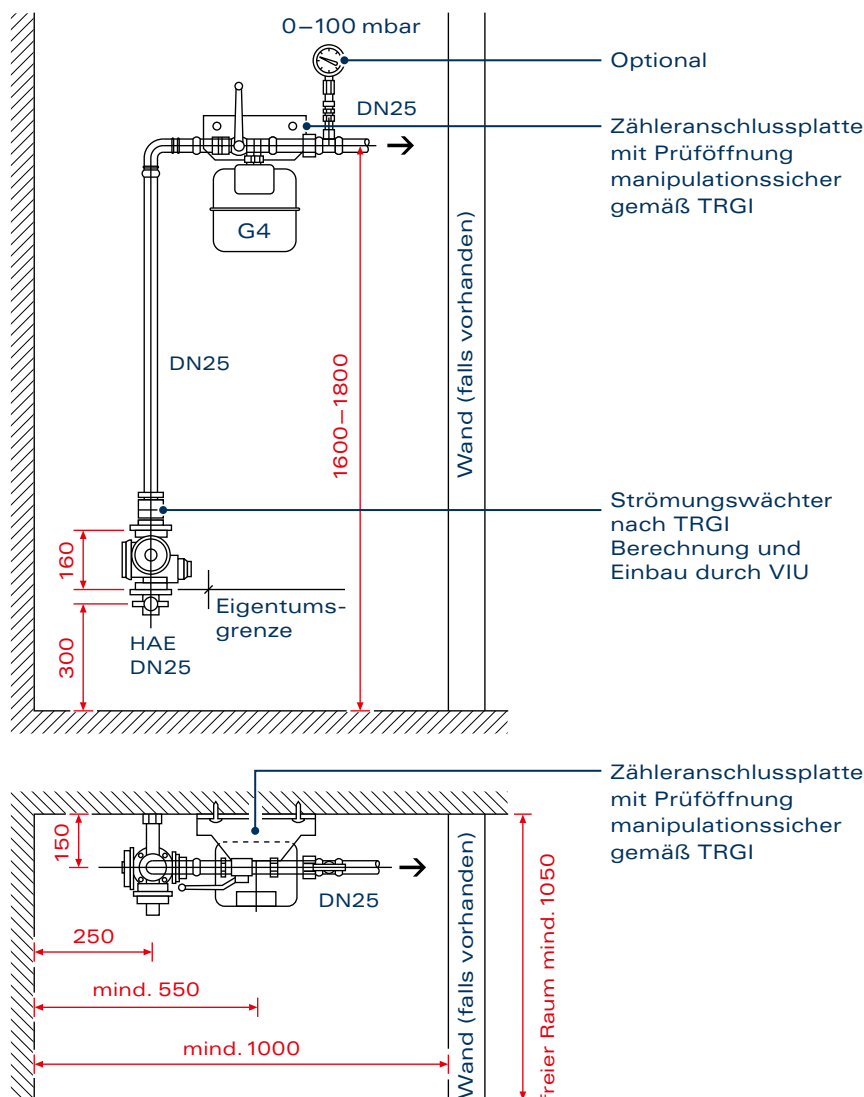 0–100 mbar
Optional
DN25
Zähleranschlussplatte
mit Prüföffnung
manipulationssicher
gemäß TRGI
G4
Wand (falls vorhanden)
DN25
1600–1800
Strömungswächter
nach TRGI
Berechnung und
Einbau durch VIU
160
Eigentums-
grenze
HAE
DN25
300
Zähleranschlussplatte
mit Prüföffnung
manipulationssicher
gemäß TRGI
150
DN25
Wand (falls vorhanden)
freier Raum mind. 1050
250
mind. 550
mind. 1000